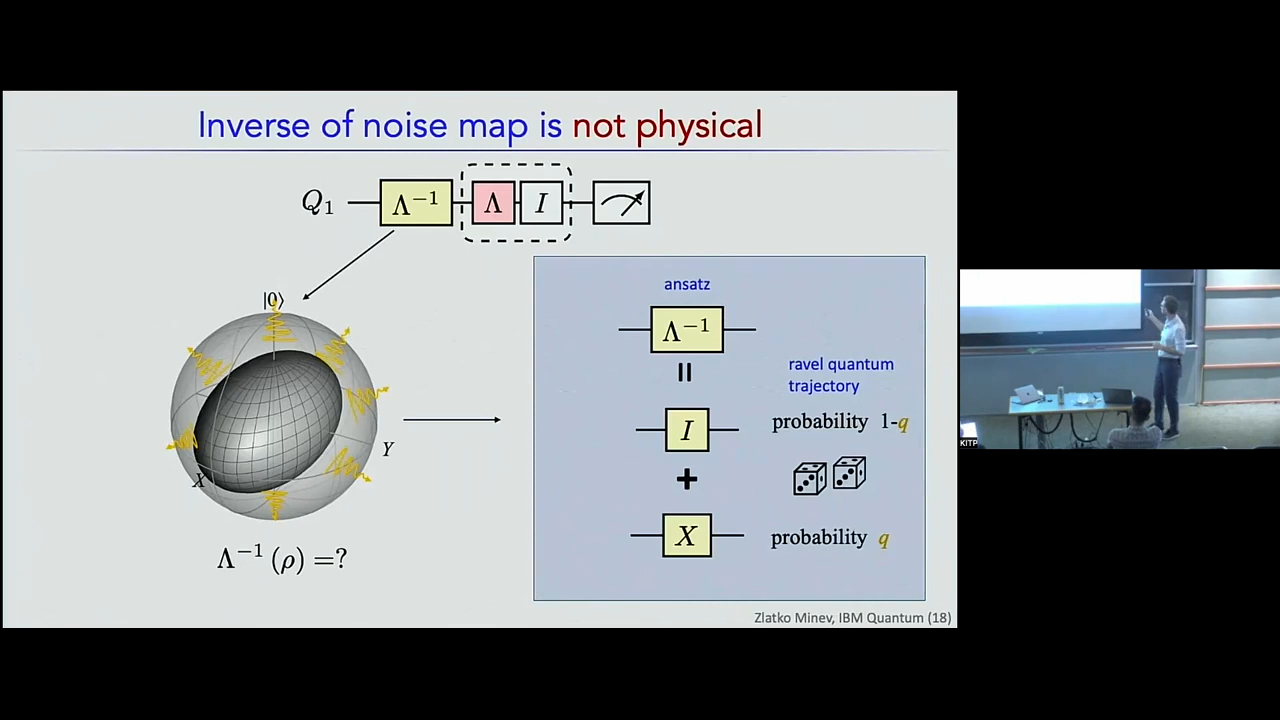 Inverse of noise map is not physical
Q₁ Λ⁻¹ Λ I
|0⟩
X
Y
Λ⁻¹ (ρ) =?
ansatz
Λ⁻¹
=
ravel quantum
trajectory
I probability 1-q
+
X probability q
Zlatko Minev, IBM Quantum (18)
KITP